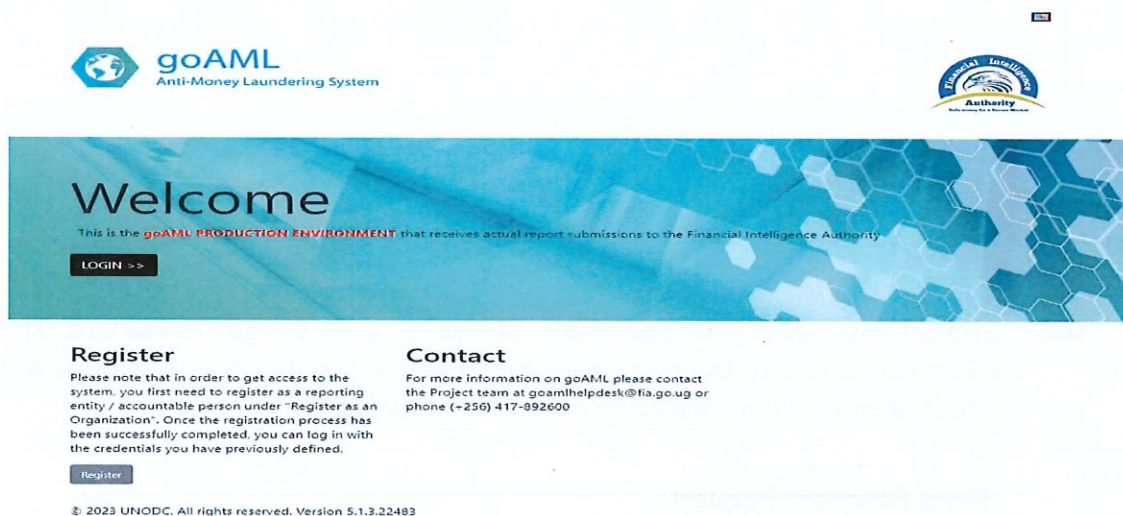 goAML
Anti-Money Laundering System
Financial Intelligence
Authority
Welcome
This is the goAML PRODUCTION ENVIRONMENT that receives actual report submissions to the Financial Intelligence Authority
LOGIN >>
Register
Please note that in order to get access to the
system, you first need to register as a reporting
entity / accountable person under "Register as an
Organization". Once the registration process has
been successfully completed, you can log in with
the credentials you have previously defined.
Register
Contact
For more information on goAML please contact
the Project team at goamlhelpdesk@fia.go.ug or
phone (+256) 417-892600
© 2023 UNODC. All rights reserved. Version 5.1.3.22483